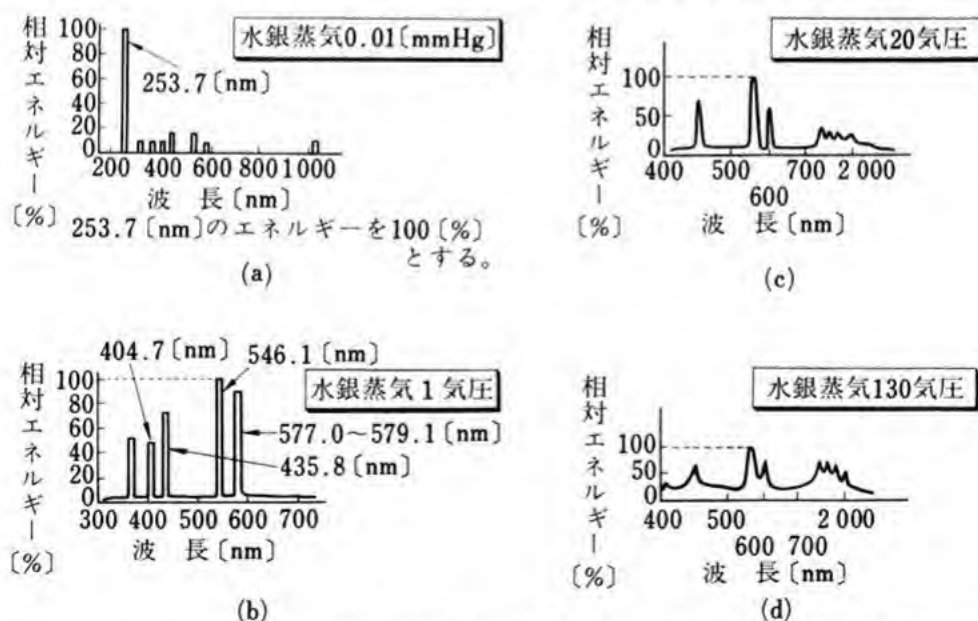 相対エネルギー〔%〕
水銀蒸気0.01〔mmHg〕
100
80
60
40
20
0
253.7〔nm〕
200 400 600 800 1 000
波 長〔nm〕
253.7〔nm〕のエネルギーを100〔%〕
とする。
(a)
相対エネルギー〔%〕
水銀蒸気20気圧
100
50
0
400 500 700 2 000
600
波 長〔nm〕
(c)
相対エネルギー〔%〕
水銀蒸気1気圧
404.7〔nm〕 546.1〔nm〕
100
80
60
40
20
0
577.0〜579.1〔nm〕
435.8〔nm〕
300 400 500 600 700
波 長〔nm〕
(b)
相対エネルギー〔%〕
水銀蒸気130気圧
100
50
0
400 500 2 000
600 700
波 長〔nm〕
(d)